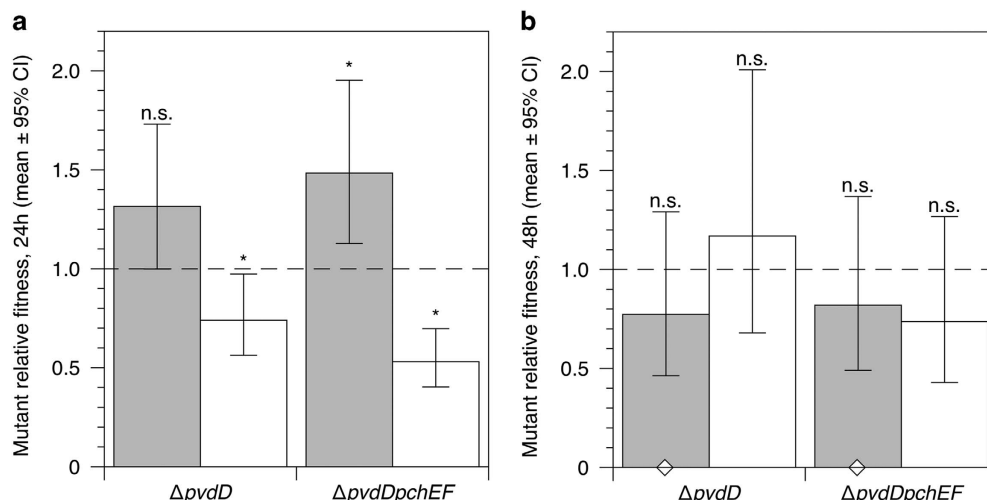 a
Mutant relative fitness, 24h (mean ± 95% CI)
2.0
1.5
1.0
0.5
0
n.s.
*
*
*
ΔpvdD
ΔpvdDpchEF
b
Mutant relative fitness, 48h (mean ± 95% CI)
2.0
1.5
1.0
0.5
0
n.s.
n.s.
n.s.
n.s.
ΔpvdD
ΔpvdDpchEF